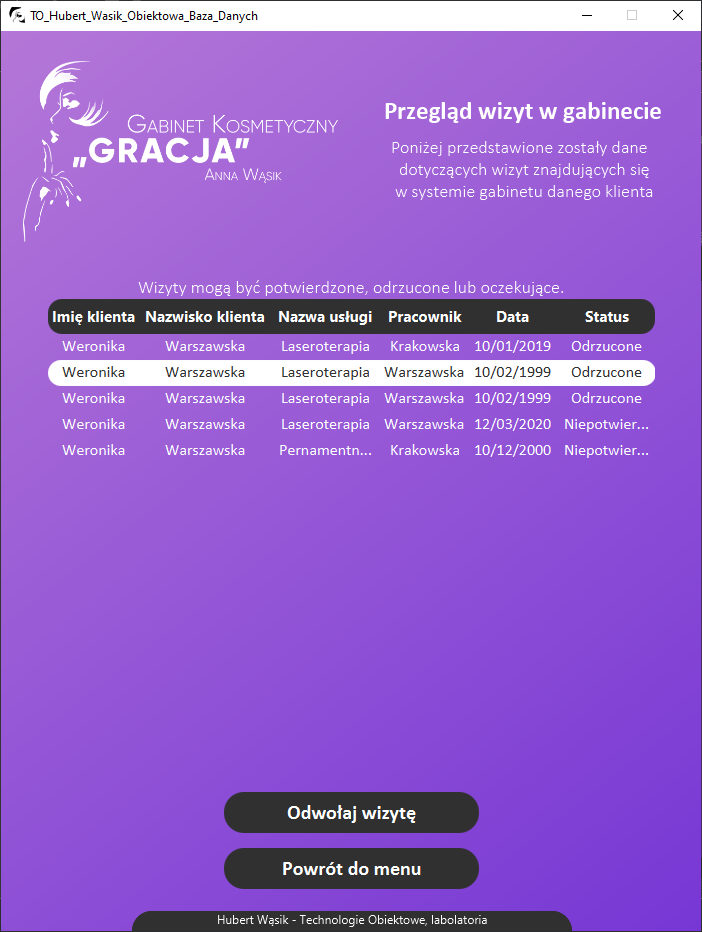 TO_Hubert_Wasik_Obiektowa_Baza_Danych
Gabinet Kosmetyczny
„GRACJA”
Anna Wąsik
Przegląd wizyt w gabinecie
Poniżej przedstawione zostały dane
dotyczących wizyt znajdujących się
w systemie gabinetu danego klienta
Wizyty mogą być potwierdzone, odrzucone lub oczekujące.
Imię klienta Nazwisko klienta Nazwa usługi Pracownik Data Status
Weronika Warszawska Laseroterapia Krakowska 10/01/2019 Odrzucone
Weronika Warszawska Laseroterapia Warszawska 10/02/1999 Odrzucone
Weronika Warszawska Laseroterapia Warszawska 10/02/1999 Odrzucone
Weronika Warszawska Laseroterapia Warszawska 12/03/2020 Niepotwier...
Weronika Warszawska Pernamentn... Krakowska 10/12/2000 Niepotwier...
Odwołaj wizytę
Powrót do menu
Hubert Wąsik - Technologie Obiektowe, labolatoria